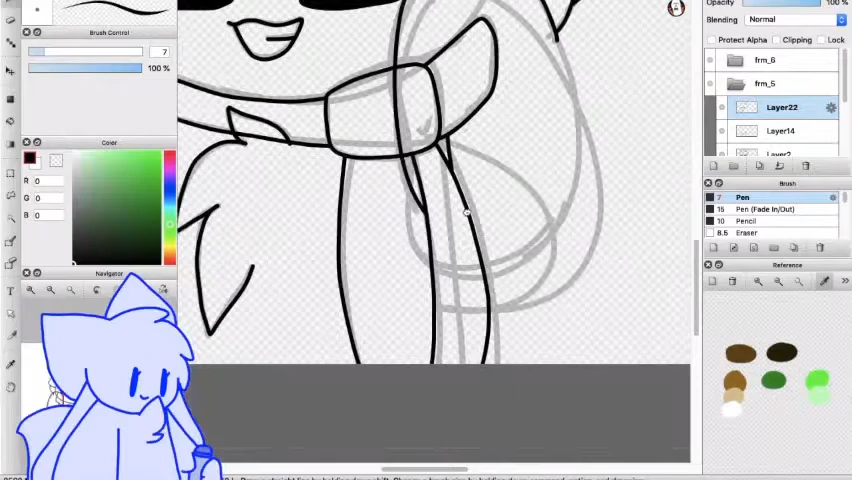 100 %
Blending
Normal
Protect Alpha
Clipping
Lock
Brush Control
7
100 %
frm_6
frm_5
Layer22
Layer14
Layer2
Color
R 0
G 0
B 0
Brush
7 Pen
15 Pen (Fade In/Out)
10 Pencil
8.5 Eraser
Reference
Navigator
T